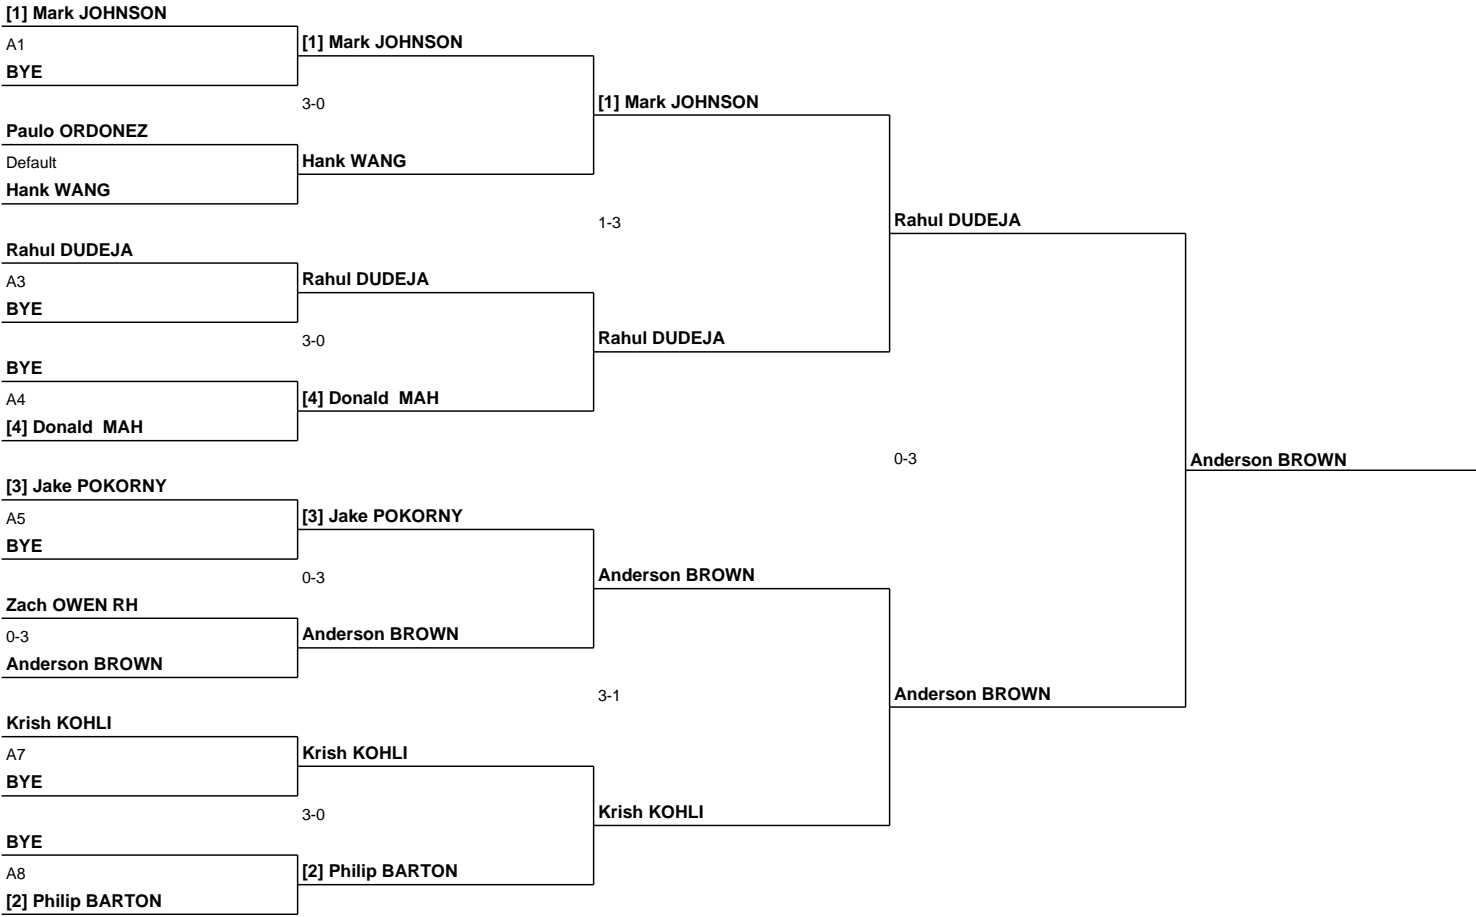 [1] Mark JOHNSON
A1
BYE
Paulo ORDONEZ
Default
Hank WANG
Rahul DUDEJA
A3
BYE
BYE
A4
[4] Donald  MAH
[3] Jake POKORNY
A5
BYE
Zach OWEN RH
0-3
Anderson BROWN
Krish KOHLI
A7
BYE
BYE
A8
[2] Philip BARTON
[1] Mark JOHNSON
3-0
Hank WANG
Rahul DUDEJA
3-0
[4] Donald  MAH
[3] Jake POKORNY
0-3
Anderson BROWN
Krish KOHLI
3-0
[2] Philip BARTON
[1] Mark JOHNSON
1-3
Rahul DUDEJA
Anderson BROWN
3-1
Krish KOHLI
Rahul DUDEJA
0-3
Anderson BROWN
Anderson BROWN